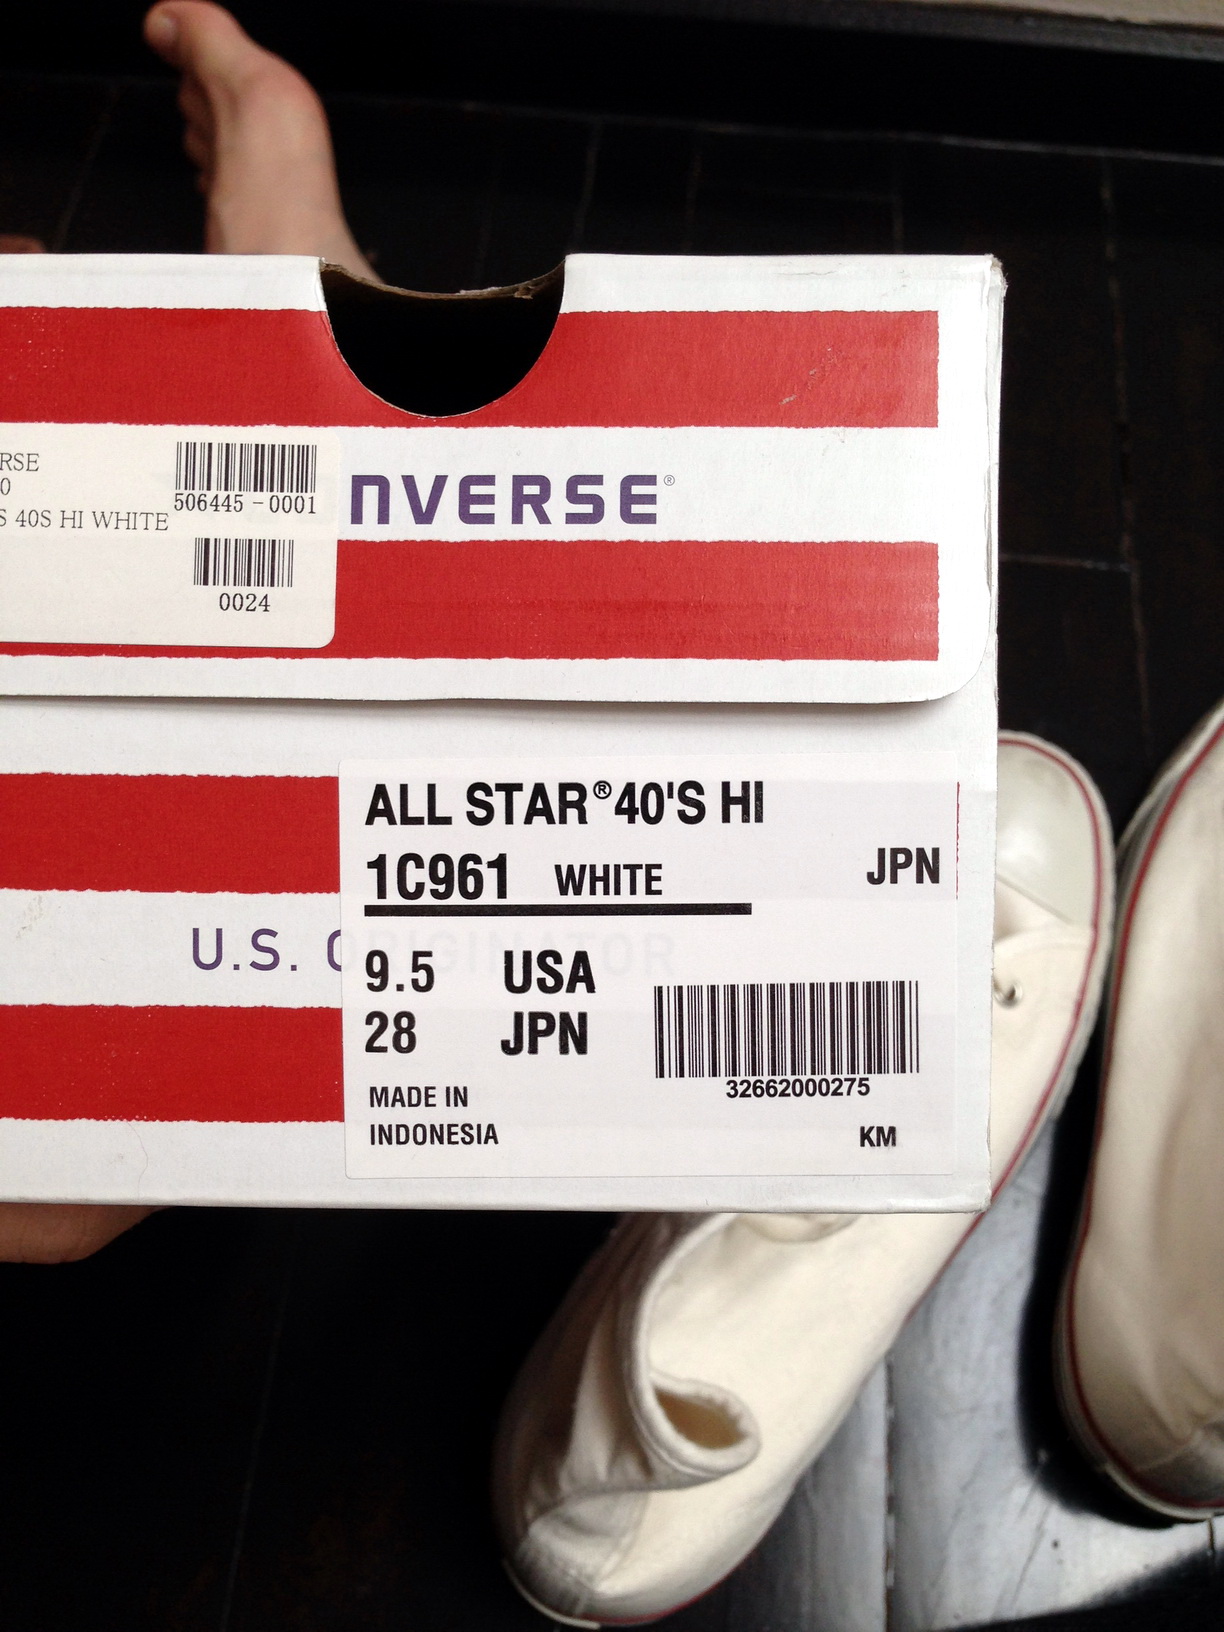 RSE
0
S 40S HI WHITE
506445-0001
0024
NVERSE®
ALL STAR® 40'S HI
1C961 WHITE JPN
U.S. ORIGINATOR
9.5 USA
28 JPN
32662000275
MADE IN
INDONESIA
KM